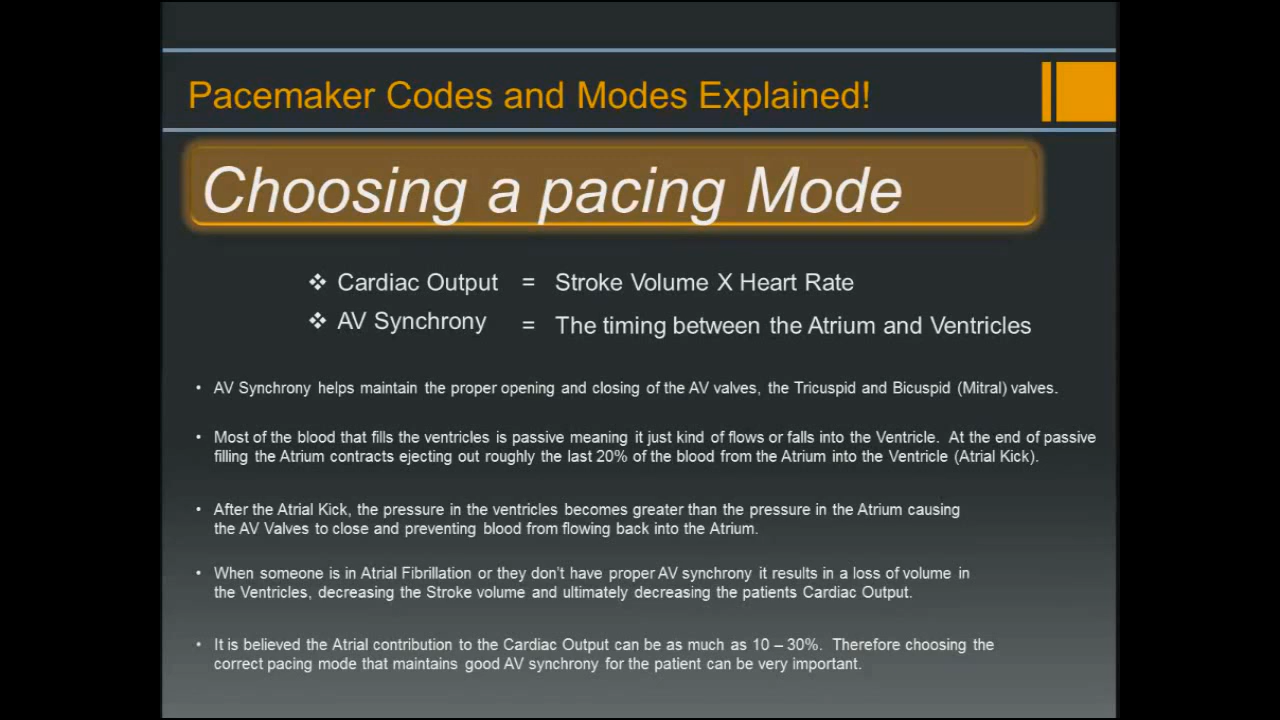 Pacemaker Codes and Modes Explained!
Choosing a pacing Mode
❖ Cardiac Output = Stroke Volume X Heart Rate
❖ AV Synchrony = The timing between the Atrium and Ventricles
• AV Synchrony helps maintain the proper opening and closing of the AV valves, the Tricuspid and Bicuspid (Mitral) valves.
• Most of the blood that fills the ventricles is passive meaning it just kind of flows or falls into the Ventricle. At the end of passive
filling the Atrium contracts ejecting out roughly the last 20% of the blood from the Atrium into the Ventricle (Atrial Kick).
• After the Atrial Kick, the pressure in the ventricles becomes greater than the pressure in the Atrium causing
the AV Valves to close and preventing blood from flowing back into the Atrium.
• When someone is in Atrial Fibrillation or they don't have proper AV synchrony it results in a loss of volume in
the Ventricles, decreasing the Stroke volume and ultimately decreasing the patients Cardiac Output.
• It is believed the Atrial contribution to the Cardiac Output can be as much as 10 – 30%. Therefore choosing the
correct pacing mode that maintains good AV synchrony for the patient can be very important.